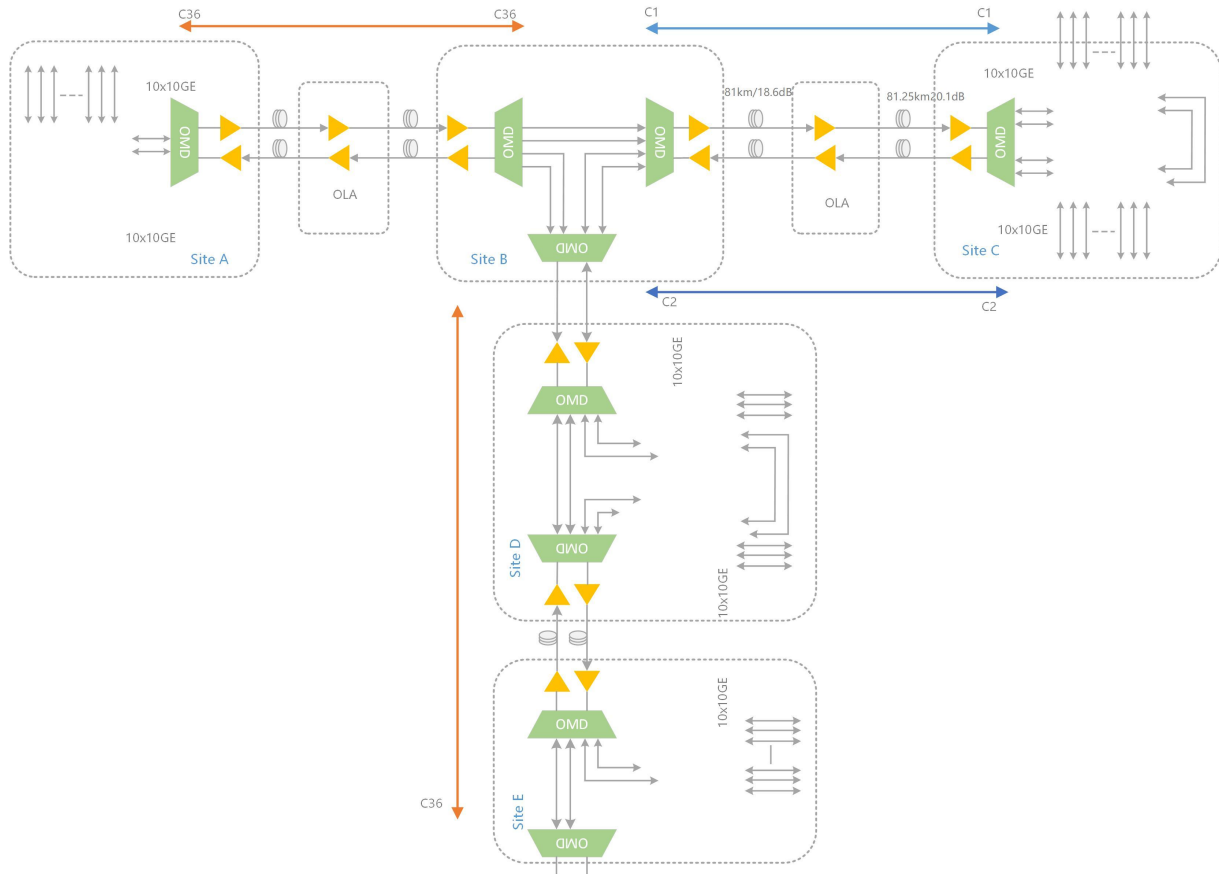 C36
C36
C1
C1
10x10GE
10x10GE
81km/18.6dB
81.25km20.1dB
OMD
OMD
OMD
OMD
OLA
OLA
10x10GE
10x10GE
OMD
Site A
Site B
Site C
C2
C2
10x10GE
OMD
Site D
OMD
10x10GE
10x10GE
OMD
C36
Site E
OMD